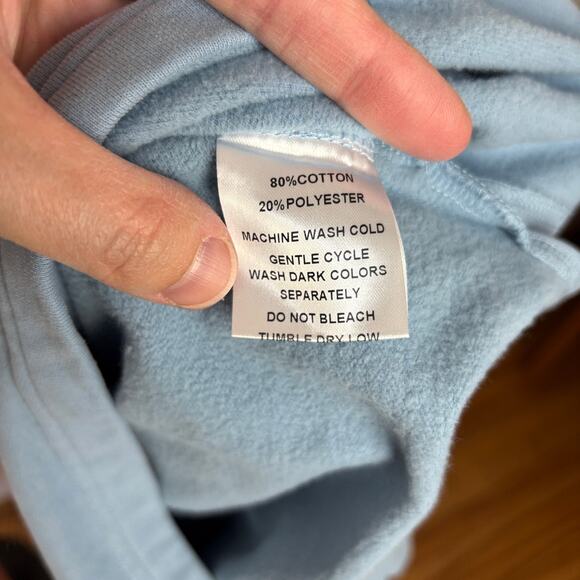 80%COTTON
20%POLYESTER
MACHINE WASH COLD
GENTLE CYCLE
WASH DARK COLORS
SEPARATELY
DO NOT BLEACH
TUMBLE DRY LOW